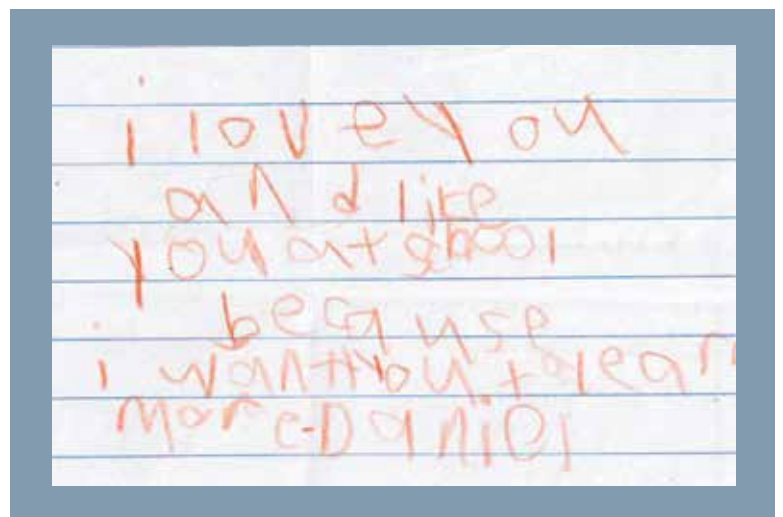 i love you
and like
you at school
because
i want you to lear
more-Daniel